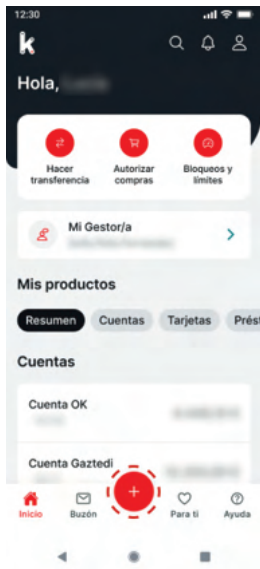 12:30
k
Hola,
Hacer
transferencia
Autorizar
compras
Bloqueos y
límites
Mi Gestor/a
Mis productos
Resumen Cuentas Tarjetas Prést
Cuentas
Cuenta OK
Cuenta Gaztedi
Inicio Buzón Para ti Ayuda